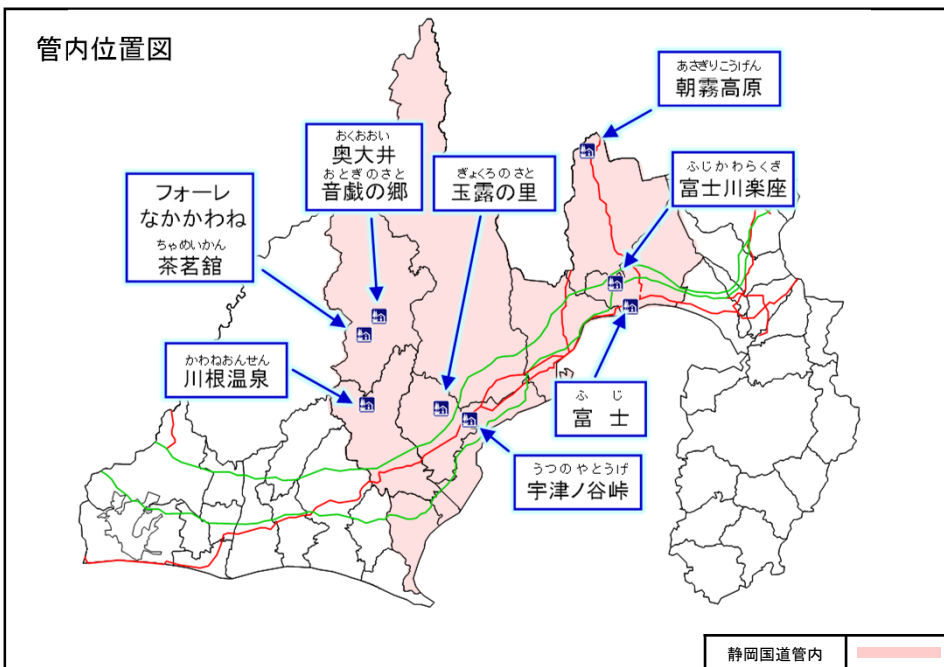 管内位置図
あさぎりこうげん
朝霧高原
おくおおい
奥大井
おとぎのさと
音戯の郷
ぎょくろのさと
玉露の里
ふじかわらくざ
富士川楽座
フォーレ
なかかわね
ちゃめいかん
茶茗舘
かわねおんせん
川根温泉
ふじ
富士
うつのやとうげ
宇津ノ谷峠
静岡国道管内